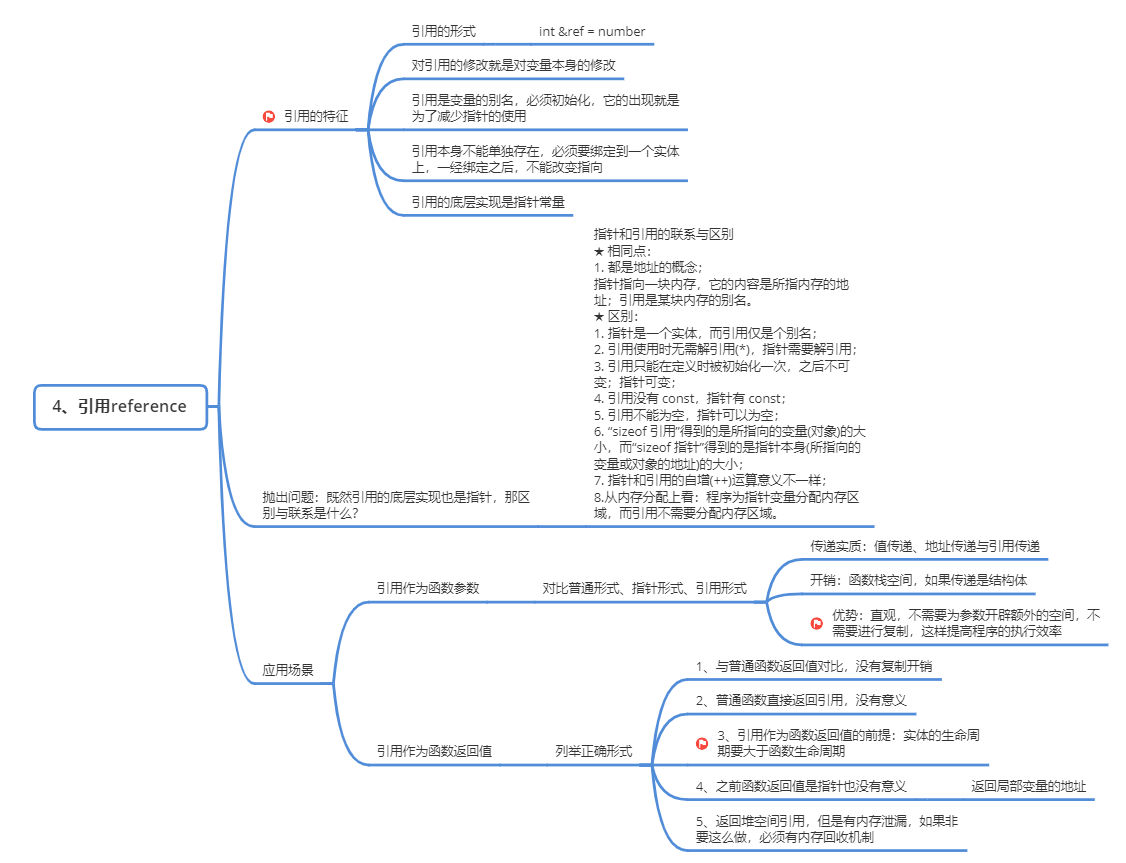 4、引用reference
引用的特征
引用的形式
int &ref = number
对引用的修改就是对变量本身的修改
引用是变量的别名，必须初始化，它的出现就是
为了减少指针的使用
引用本身不能单独存在，必须要绑定到一个实体
上，一经绑定之后，不能改变指向
引用的底层实现是指针常量
抛出问题：既然引用的底层实现也是指针，那区
别与联系是什么?
指针和引用的联系与区别
★ 相同点：
1. 都是地址的概念；
指针指向一块内存，它的内容是所指内存的地
址；引用是某块内存的别名。
★ 区别：
1. 指针是一个实体，而引用仅是个别名；
2. 引用使用时无需解引用(*)，指针需要解引用；
3. 引用只能在定义时被初始化一次，之后不可
变；指针可变；
4. 引用没有 const，指针有 const；
5. 引用不能为空，指针可以为空；
6. “sizeof 引用”得到的是所指向的变量(对象)的大
小，而“sizeof 指针”得到的是指针本身(所指向的
变量或对象的地址)的大小；
7. 指针和引用的自增(++)运算意义不一样；
8.从内存分配上看：程序为指针变量分配内存区
域，而引用不需要分配内存区域。
应用场景
引用作为函数参数
对比普通形式、指针形式、引用形式
传递实质：值传递、地址传递与引用传递
开销：函数栈空间，如果传递是结构体
优势：直观，不需要为参数开辟额外的空间，不
需要进行复制，这样提高程序的执行效率
引用作为函数返回值
列举正确形式
1、与普通函数返回值对比，没有复制开销
2、普通函数直接返回引用，没有意义
3、引用作为函数返回值的前提：实体的生命周
期要大于函数生命周期
4、之前函数返回值是指针也没有意义
返回局部变量的地址
5、返回堆空间引用，但是有内存泄漏，如果非
要这么做，必须有内存回收机制